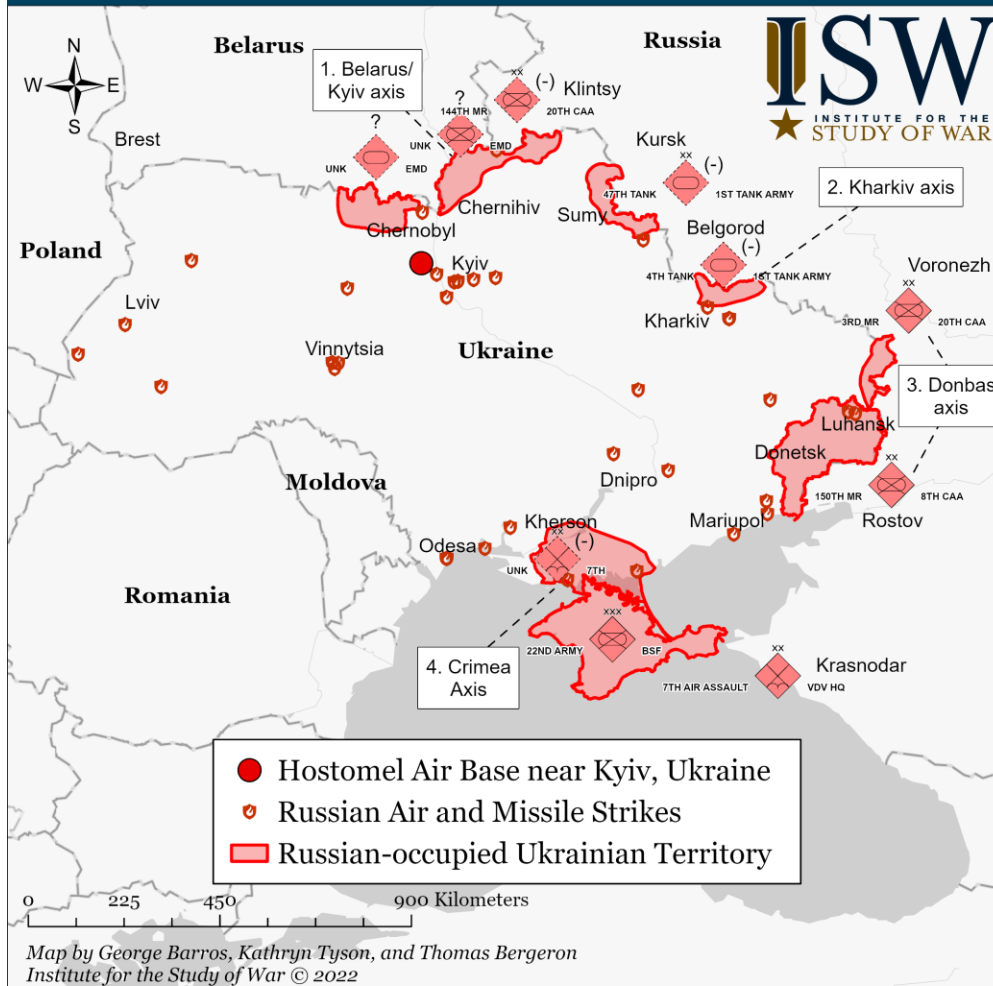 Belarus
Russia
ISW
INSTITUTE FOR THE
STUDY OF WAR
N
W
E
S
1. Belarus/
Kyiv axis
xx
(-)
Klintsy
20TH CAA
?
144TH MR
UNK
EMD
Brest
?
UNK
EMD
Kursk
xx
(-)
47TH TANK
1ST TANK ARMY
2. Kharkiv axis
Chernihiv
Chernobyl
Sumy
Belgorod
xx
(-)
4TH TANK
1ST TANK ARMY
Poland
Kyiv
Voronezh
xx
3RD MR
20TH CAA
Lviv
Kharkiv
Vinnytsia
Ukraine
3. Donbas
axis
Luhansk
Donetsk
xx
150TH MR
8TH CAA
Rostov
Moldova
Dnipro
Mariupol
Kherson
xx
(-)
UNK
7TH
Odesa
Romania
xxx
22ND ARMY
BSF
4. Crimea
Axis
xx
Krasnodar
7TH AIR ASSAULT
VDV HQ
Hostomel Air Base near Kyiv, Ukraine
Russian Air and Missile Strikes
Russian-occupied Ukrainian Territory
0 225 450 900 Kilometers
Map by George Barros, Kathryn Tyson, and Thomas Bergeron
Institute for the Study of War © 2022